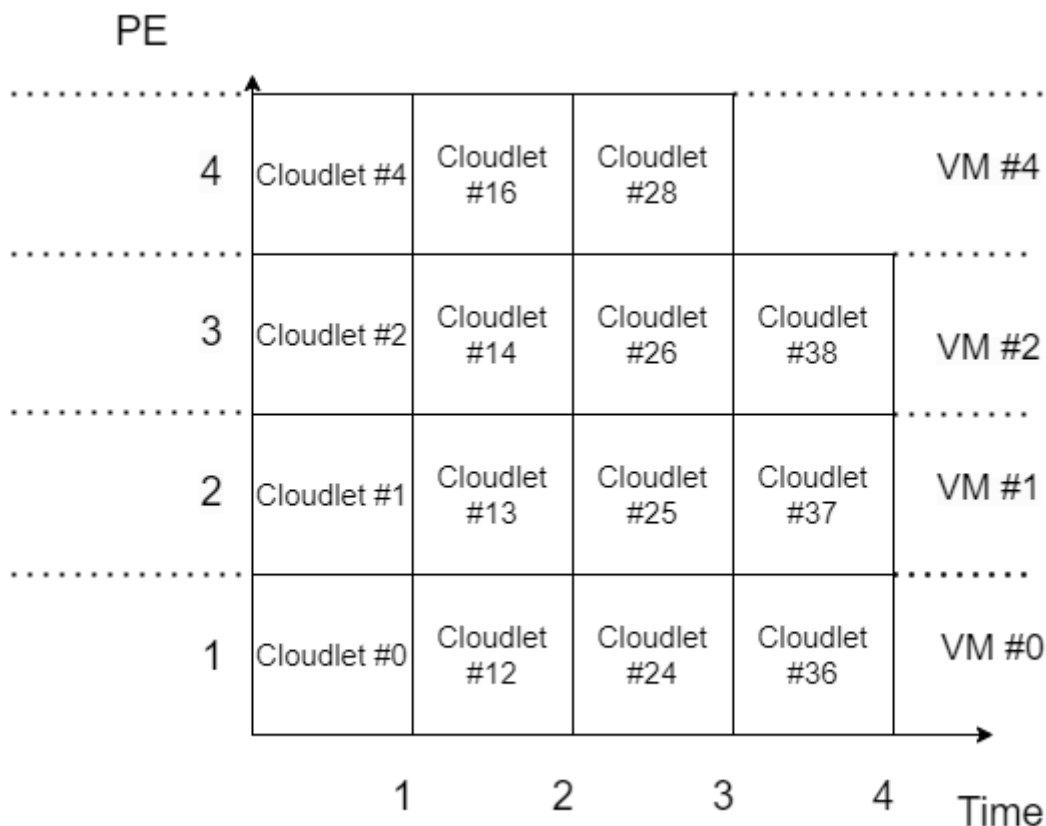 PE
4
Cloudlet #4
Cloudlet
#16
Cloudlet
#28
VM #4
3
Cloudlet #2
Cloudlet
#14
Cloudlet
#26
Cloudlet
#38
VM #2
2
Cloudlet #1
Cloudlet
#13
Cloudlet
#25
Cloudlet
#37
VM #1
1
Cloudlet #0
Cloudlet
#12
Cloudlet
#24
Cloudlet
#36
VM #0
1
2
3
4
Time